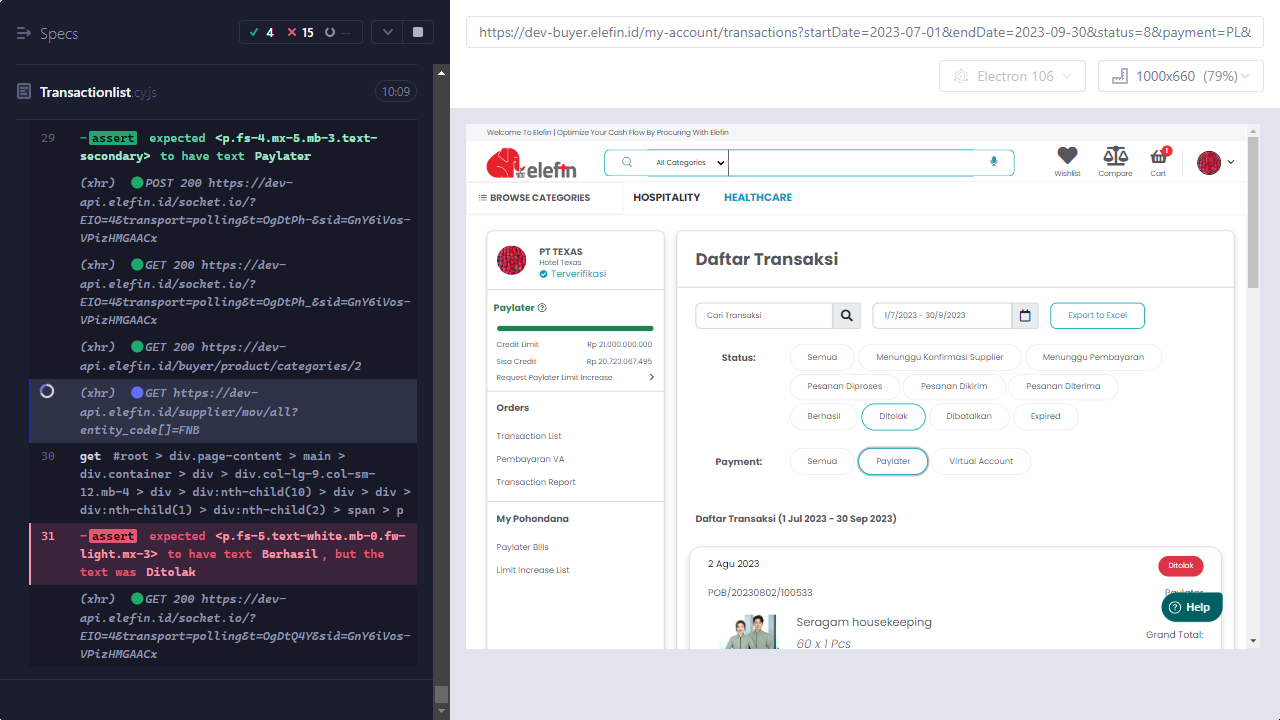 Specs
4
15
--
Transactionlist.cy.js
10:09
29
-assert expected <p.fs-4.mx-5.mb-3.text-
secondary> to have text Paylater
(xhr) POST 200 https://dev-
api.elefin.id/socket.io/?
EIO=4&transport=polling&t=OgDtPh-&sid=GnY6iVos-
VPizHMGAACx
(xhr) GET 200 https://dev-
api.elefin.id/socket.io/?
EIO=4&transport=polling&t=OgDtPh_&sid=GnY6iVos-
VPizHMGAACx
(xhr) GET 200 https://dev-
api.elefin.id/buyer/product/categories/2
(xhr) GET https://dev-
api.elefin.id/supplier/mov/all?
entity_code[]=FNB
30
get #root > div.page-content > main >
div.container > div > div.col-lg-9.col-sm-
12.mb-4 > div > div:nth-child(10) > div > div >
div:nth-child(1) > div:nth-child(2) > span > p
31
-assert expected <p.fs-5.text-white.mb-0.fw-
light.mx-3> to have text Berhasil, but the
text was Ditolak
(xhr) GET 200 https://dev-
api.elefin.id/socket.io/?
EIO=4&transport=polling&t=OgDtQ4Y&sid=GnY6iVos-
VPizHMGAACx
https://dev-buyer.elefin.id/my-account/transactions?startDate=2023-07-01&endDate=2023-09-30&status=8&payment=PL&
Electron 106
1000x660 (79%)
Welcome To Elefin | Optimize Your Cash Flow By Procuring With Elefin
elefin
All Categories
Wishlist
Compare
1
Cart
BROWSE CATEGORIES
HOSPITALITY
HEALTHCARE
PT TEXAS
Hotel Texas
Terverifikasi
Paylater
Credit Limit
Rp 21.000.000.000
Sisa Credit
Rp 20.723.067.495
Request Paylater Limit Increase
Orders
Transaction List
Pembayaran VA
Transaction Report
My Pohondana
Paylater Bills
Limit Increase List
Daftar Transaksi
Cari Transaksi
1/7/2023 - 30/9/2023
Export to Excel
Status:
Semua
Menunggu Konfirmasi Supplier
Menunggu Pembayaran
Pesanan Diproses
Pesanan Dikirim
Pesanan Diterima
Berhasil
Ditolak
Dibatalkan
Expired
Payment:
Semua
Paylater
Virtual Account
Daftar Transaksi (1 Jul 2023 - 30 Sep 2023)
2 Agu 2023
Ditolak
POB/20230802/100533
Paylater
Help
Seragam housekeeping
60 x 1 Pcs
Grand Total: